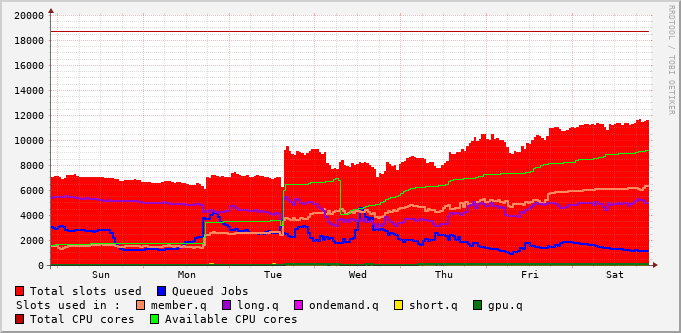 RRDTOOL / TOBI OETIKER
20000
18000
16000
14000
12000
10000
8000
6000
4000
2000
0
Sun Mon Tue Wed Thu Fri Sat
Total slots used Queued Jobs
Slots used in : member.q long.q ondemand.q short.q gpu.q
Total CPU cores Available CPU cores